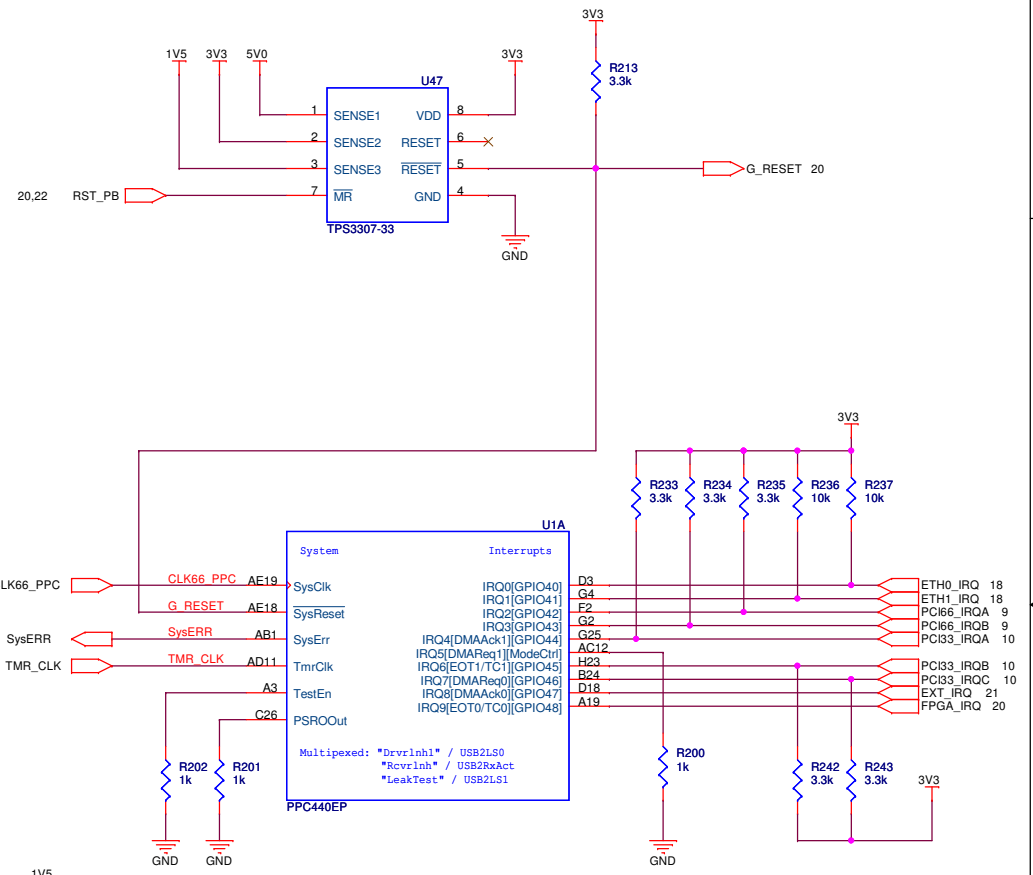 3V3
R213
3.3k
1V5 3V3 5V0 3V3
U47
1 SENSE1 VDD 8
2 SENSE2 RESET 6
3 SENSE3 RESET 5
G_RESET 20
20,22 RST_PB 7 MR GND 4
TPS3307-33
GND
3V3
R233 3.3k
R234 3.3k
R235 3.3k
R236 10k
R237 10k
U1A
System Interrupts
LK66_PPC CLK66_PPC AE19 SysClk
G_RESET AE18 SysReset
SysERR SysERR AB1 SysErr
TMR_CLK TMR_CLK AD11 TmrClk
A3 TestEn
C26 PSROOut
IRQ0[GPIO40] D3 ETH0_IRQ 18
IRQ1[GPIO41] G4 ETH1_IRQ 18
IRQ2[GPIO42] F2 PCI66_IRQA 9
IRQ3[GPIO43] G2 PCI66_IRQB 9
IRQ4[DMAAck1][GPIO44] G25 PCI33_IRQA 10
IRQ5[DMAReq1][ModeCtrl] AC12
IRQ6[EOT1/TC1][GPIO45] H23 PCI33_IRQB 10
IRQ7[DMAReq0][GPIO46] B24 PCI33_IRQC 10
IRQ8[DMAAck0][GPIO47] D18 EXT_IRQ 21
IRQ9[EOT0/TC0][GPIO48] A19 FPGA_IRQ 20
Multipexed: "Drvrlnh1" / USB2LS0
"Rcvrlnh" / USB2RxAct
"LeakTest" / USB2LS1
PPC440EP
R202 1k
R201 1k
R200 1k
R242 3.3k
R243 3.3k
3V3
GND GND GND
1V5